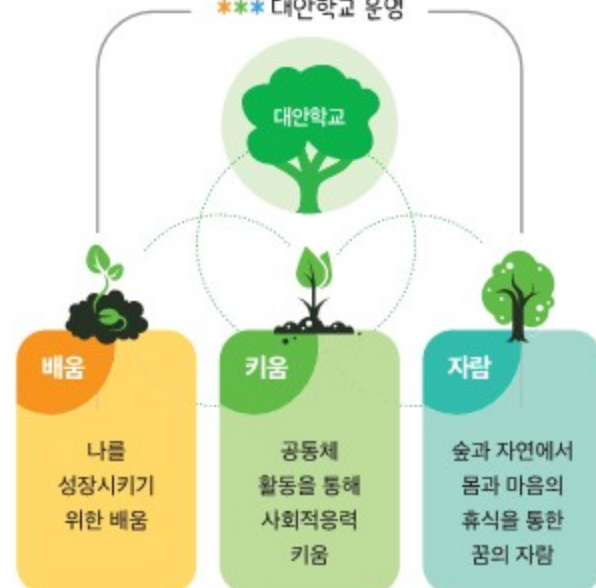 *** 대안학교 운영
대안학교
배움
나를
성장시키기
위한 배움
키움
공동체
활동을 통해
사회적응력
키움
자람
숲과 자연에서
몸과 마음의
휴식을 통한
꿈의 자람